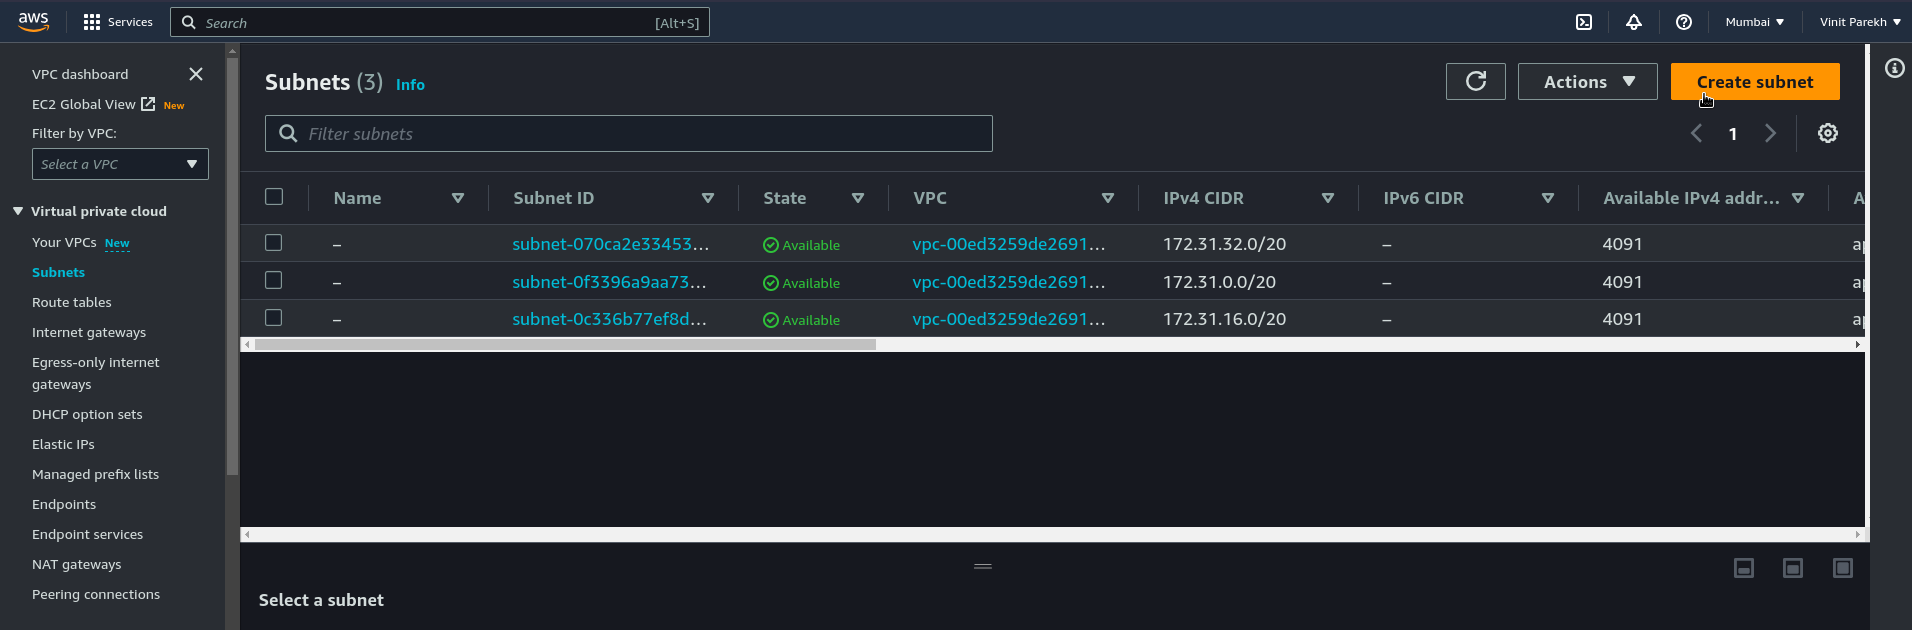 aws
Services
Search
[Alt+S]
Mumbai
Vinit Parekh
VPC dashboard
EC2 Global View New
Filter by VPC:
Select a VPC
Virtual private cloud
Your VPCs New
Subnets
Route tables
Internet gateways
Egress-only internet
gateways
DHCP option sets
Elastic IPs
Managed prefix lists
Endpoints
Endpoint services
NAT gateways
Peering connections
Subnets (3) Info
Actions
Create subnet
Filter subnets
1
Name Subnet ID State VPC IPv4 CIDR IPv6 CIDR Available IPv4 addr... A
– subnet-070ca2e33453... Available vpc-00ed3259de2691... 172.31.32.0/20 – 4091
– subnet-0f3396a9aa73... Available vpc-00ed3259de2691... 172.31.0.0/20 – 4091
– subnet-0c336b77ef8d... Available vpc-00ed3259de2691... 172.31.16.0/20 – 4091
Select a subnet